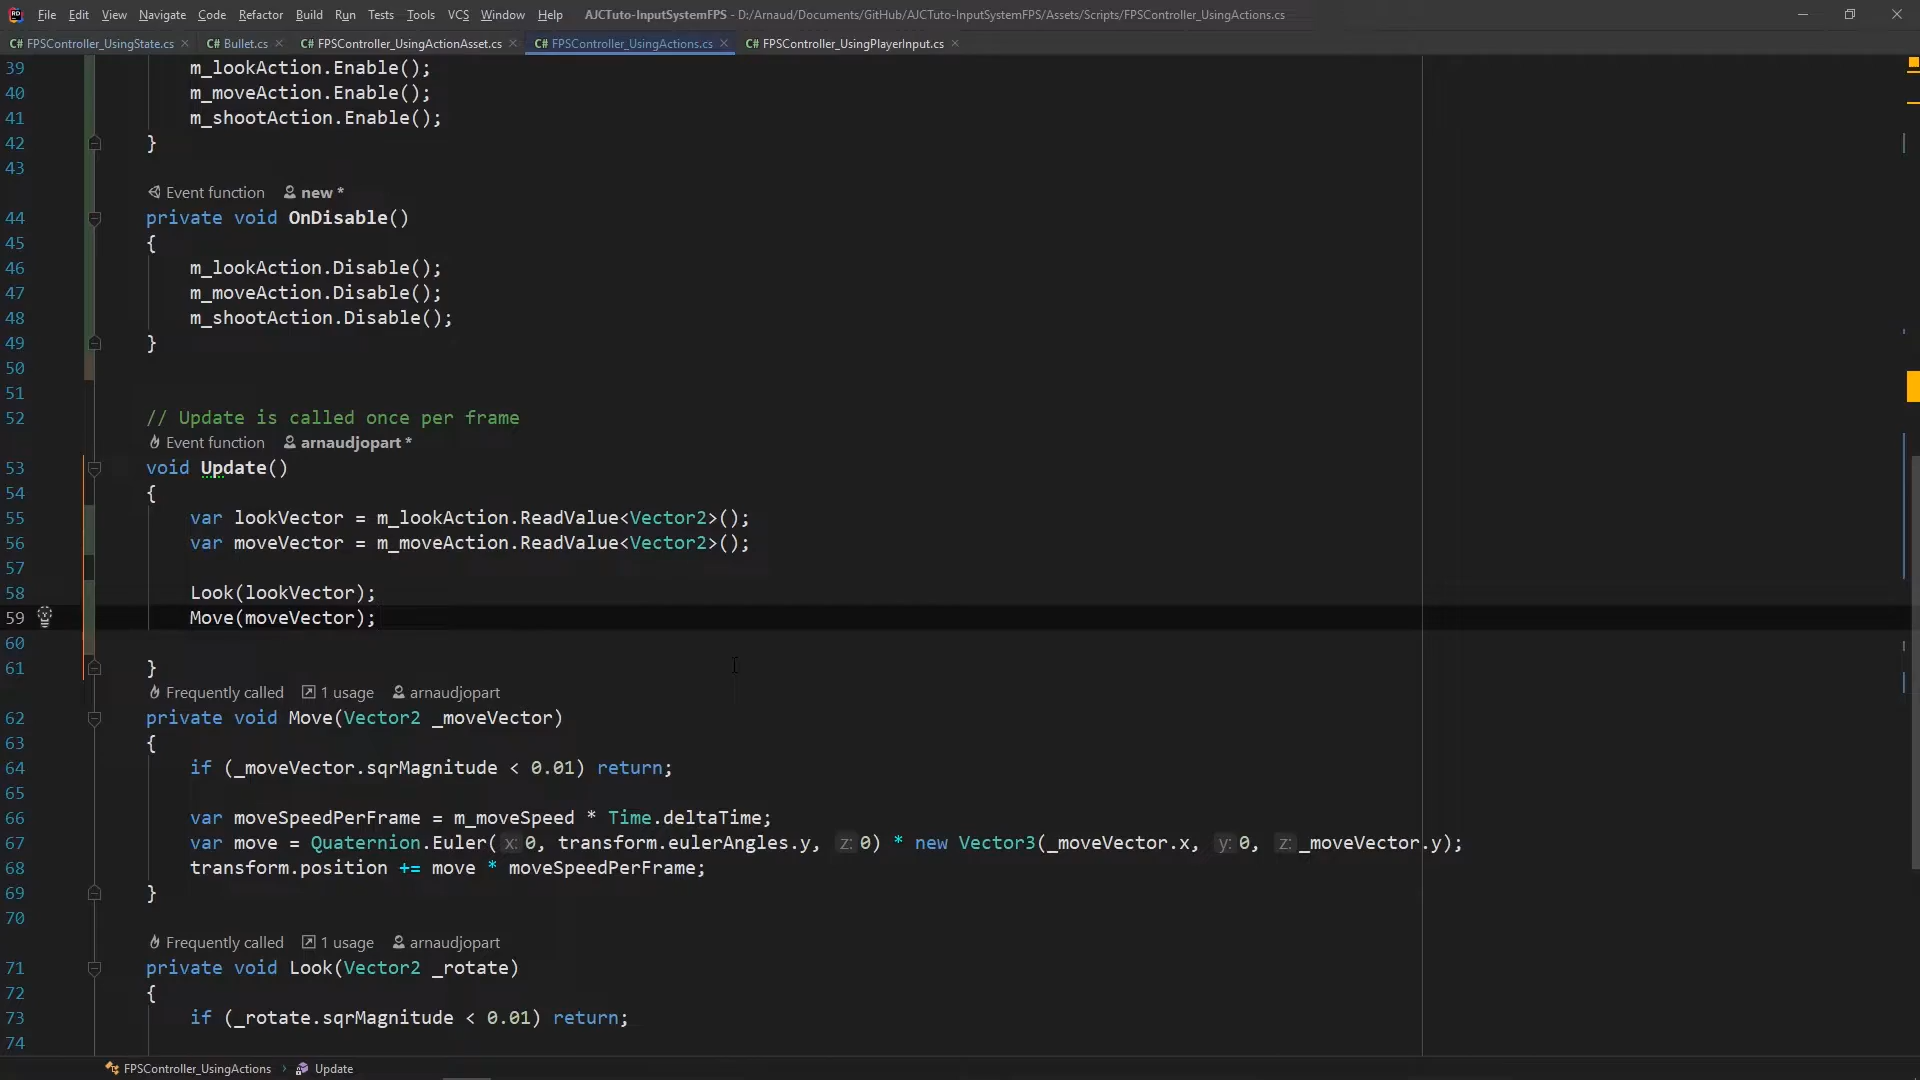 File Edit View Navigate Code Refactor Build Run Tests Tools VCS Window Help AJCTuto-InputSystemFPS - D:/Arnaud/Documents/GitHub/AJCTuto-InputSystemFPS/Assets/Scripts/FPSController_UsingActions.cs
C# FPSController_UsingState.cs C# Bullet.cs C# FPSController_UsingActionAsset.cs C# FPSController_UsingActions.cs C# FPSController_UsingPlayerInput.cs
39 m_lookAction.Enable();
40 m_moveAction.Enable();
41 m_shootAction.Enable();
42 }
43
Event function new *
44 private void OnDisable()
45 {
46 m_lookAction.Disable();
47 m_moveAction.Disable();
48 m_shootAction.Disable();
49 }
50
51
52 // Update is called once per frame
Event function arnaudjopart *
53 void Update()
54 {
55 var lookVector = m_lookAction.ReadValue<Vector2>();
56 var moveVector = m_moveAction.ReadValue<Vector2>();
57
58 Look(lookVector);
59 Move(moveVector);
60
61 }
Frequently called 1 usage arnaudjopart
62 private void Move(Vector2 _moveVector)
63 {
64 if (_moveVector.sqrMagnitude < 0.01) return;
65
66 var moveSpeedPerFrame = m_moveSpeed * Time.deltaTime;
67 var move = Quaternion.Euler( x: 0, transform.eulerAngles.y, z: 0) * new Vector3(_moveVector.x, y: 0, z: _moveVector.y);
68 transform.position += move * moveSpeedPerFrame;
69 }
70
Frequently called 1 usage arnaudjopart
71 private void Look(Vector2 _rotate)
72 {
73 if (_rotate.sqrMagnitude < 0.01) return;
74
FPSController_UsingActions › Update